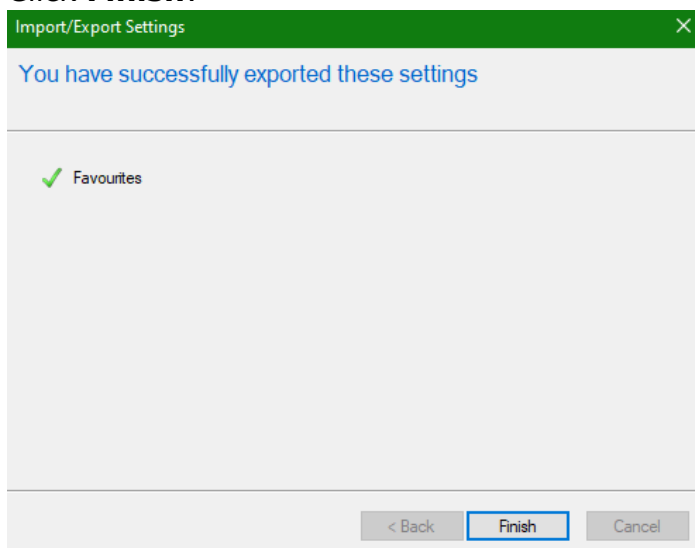 Import/Export Settings
You have successfully exported these settings
Favourites
< Back Finish Cancel